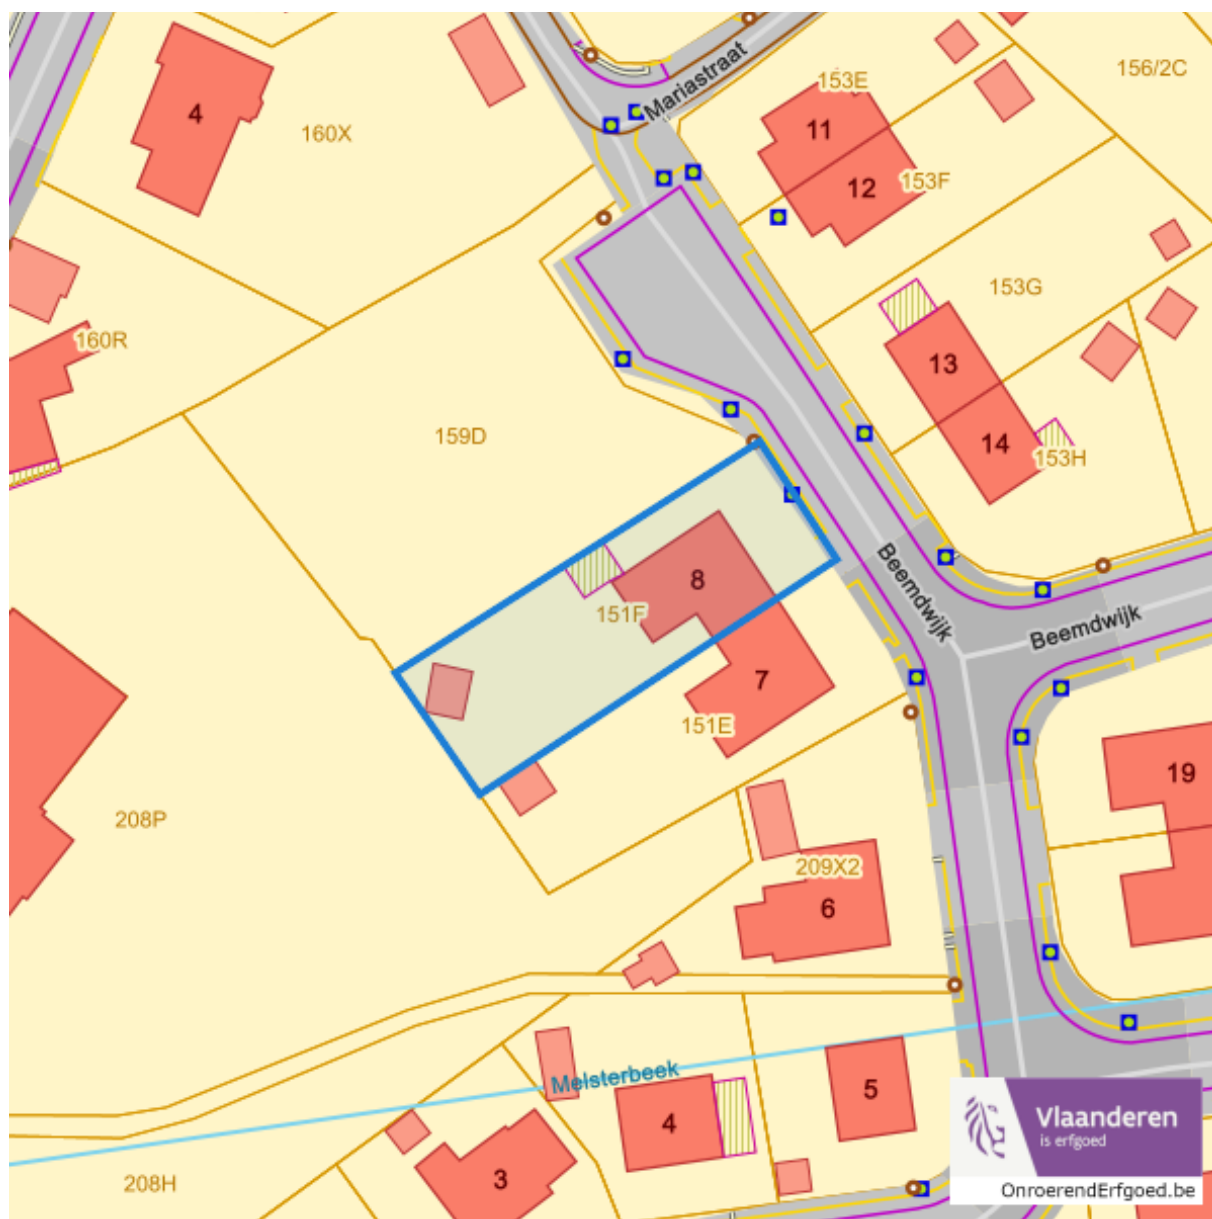 Mariastraat
153E
156/2C
4
11
160X
12
153F
153G
160R
13
159D
14
153H
Beemdwijk
8
Beemdwijk
151F
7
151E
19
208P
209X2
6
Melsterbeek
5
4
3
208H
Vlaanderen
is erfgoed
OnroerendErfgoed.be